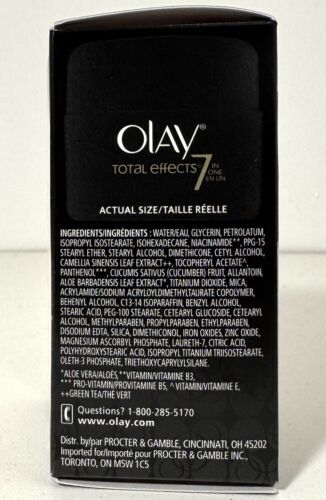 OLAY®
TOTAL effects 7 IN ONE EN UN
ACTUAL SIZE/TAILLE RÉELLE
INGREDIENTS/INGRÉDIENTS: WATER/EAU, GLYCERIN, PETROLATUM,
ISOPROPYL ISOSTEARATE, ISOHEXADECANE, NIACINAMIDE**, PPG-15
STEARYL ETHER, STEARYL ALCOHOL, DIMETHICONE, CETYL ALCOHOL,
CAMELLIA SINENSIS LEAF EXTRACT++, TOCOPHERYL ACETATE^,
PANTHENOL***, CUCUMIS SATIVUS (CUCUMBER) FRUIT, ALLANTOIN,
ALOE BARBADENSIS LEAF EXTRACT*, TITANIUM DIOXIDE, MICA,
ACRYLAMIDE/SODIUM ACRYLOYLDIMETHYLTAURATE COPOLYMER,
BEHENYL ALCOHOL, C13-14 ISOPARAFFIN, BENZYL ALCOHOL,
STEARIC ACID, PEG-100 STEARATE, CETEARYL GLUCOSIDE, CETEARYL
ALCOHOL, METHYLPARABEN, PROPYLPARABEN, ETHYLPARABEN,
DISODIUM EDTA, SILICA, DIMETHICONOL, IRON OXIDES, ZINC OXIDE,
MAGNESIUM ASCORBYL PHOSPHATE, LAURETH-7, CITRIC ACID,
POLYHYDROXYSTEARIC ACID, ISOPROPYL TITANIUM TRIISOSTEARATE,
OLETH-3 PHOSPHATE, TRIETHOXYCAPRYLYLSILANE.
*ALOE VERA/ALOÈS, **VITAMIN/VITAMINE B3,
*** PRO-VITAMIN/PROVITAMINE B5, ^ VITAMIN/VITAMINE E,
++GREEN TEA/THÉ VERT
Questions? 1-800-285-5170
www.olay.com
Distr. by/par PROCTER & GAMBLE, CINCINNATI, OH 45202
Imported for/Importé pour PROCTER & GAMBLE INC.,
TORONTO, ON M5W 1C5